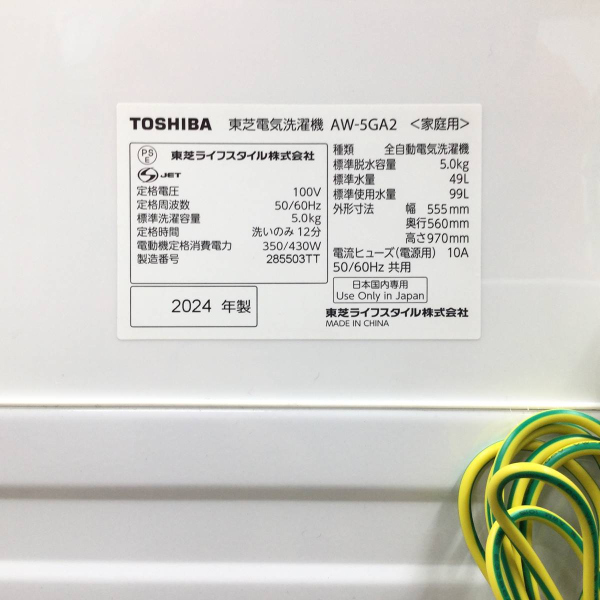 TOSHIBA 東芝電気洗濯機 AW-5GA2 <家庭用>
PS
E
東芝ライフスタイル株式会社
JET
定格電圧 100V
定格周波数 50/60Hz
標準洗濯容量 5.0kg
定格時間 洗いのみ 12分
電動機定格消費電力 350/430W
製造番号 285503TT
2024 年製
種類 全自動電気洗濯機
標準脱水容量 5.0kg
標準水量 49L
標準使用水量 99L
外形寸法 幅 555mm
奥行560mm
高さ970mm
電流ヒューズ(電源用) 10A
50/60Hz 共用
日本国内専用
Use Only in Japan
東芝ライフスタイル株式会社
MADE IN CHINA